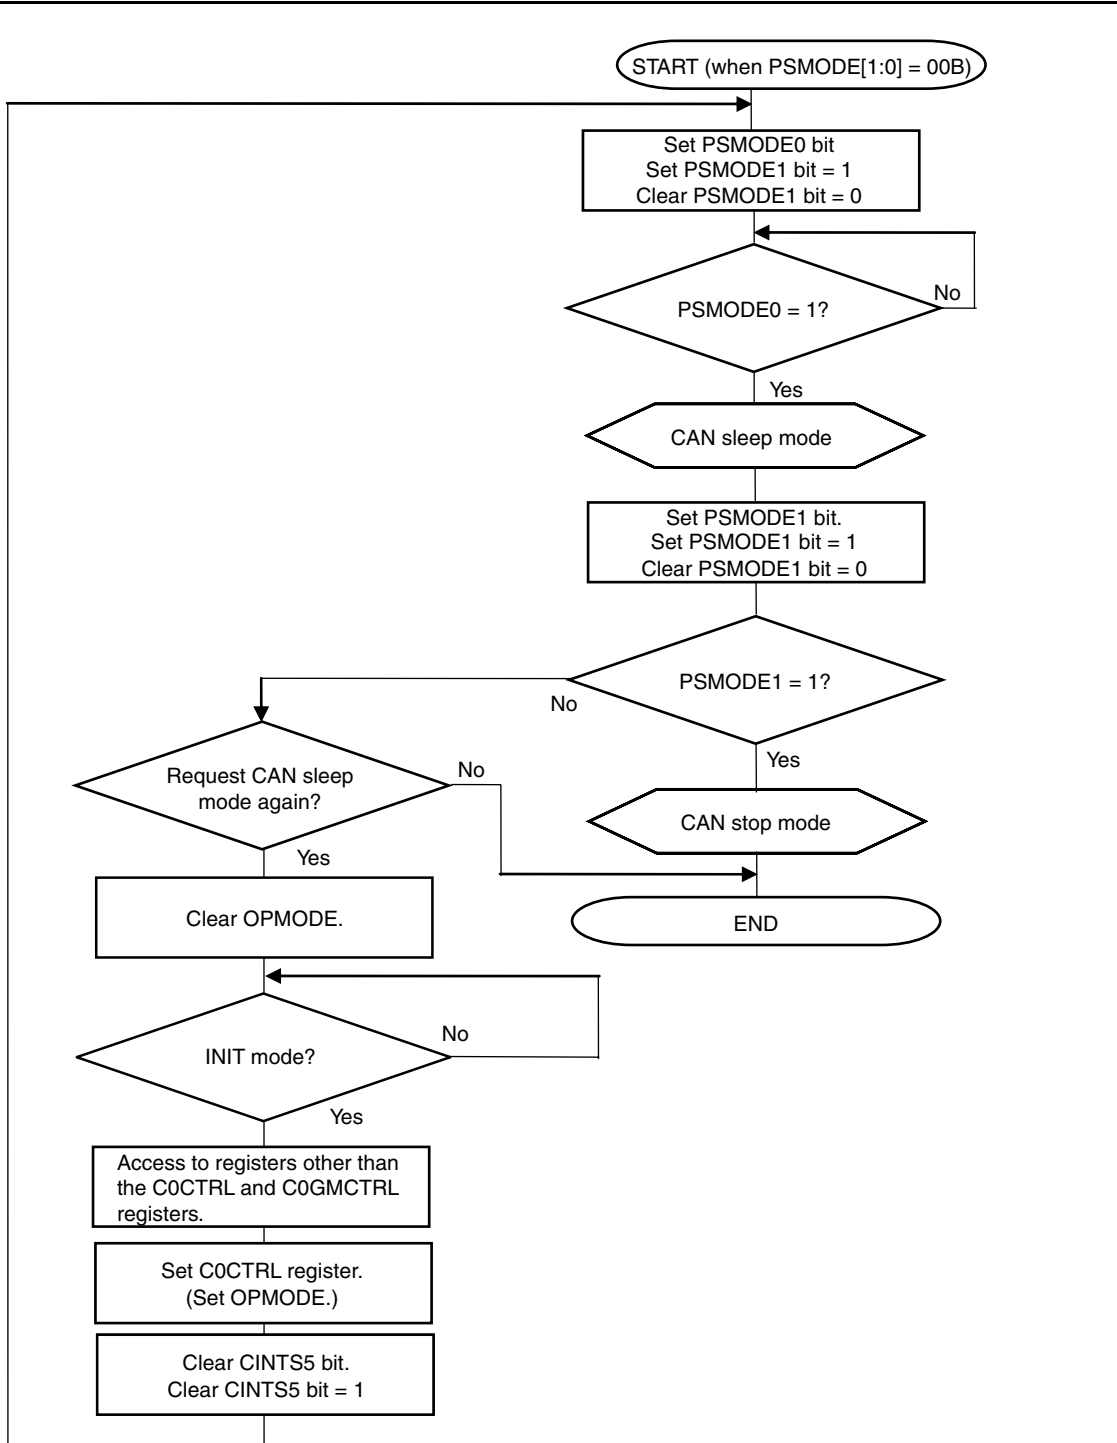 START (when PSMODE[1:0] = 00B)
Set PSMODE0 bit
Set PSMODE1 bit = 1
Clear PSMODE1 bit = 0
PSMODE0 = 1?
No
Yes
CAN sleep mode
Set PSMODE1 bit.
Set PSMODE1 bit = 1
Clear PSMODE1 bit = 0
PSMODE1 = 1?
No
Yes
Request CAN sleep
mode again?
No
Yes
CAN stop mode
Clear OPMODE.
END
INIT mode?
No
Yes
Access to registers other than
the C0CTRL and C0GMCTRL
registers.
Set C0CTRL register.
(Set OPMODE.)
Clear CINTS5 bit.
Clear CINTS5 bit = 1